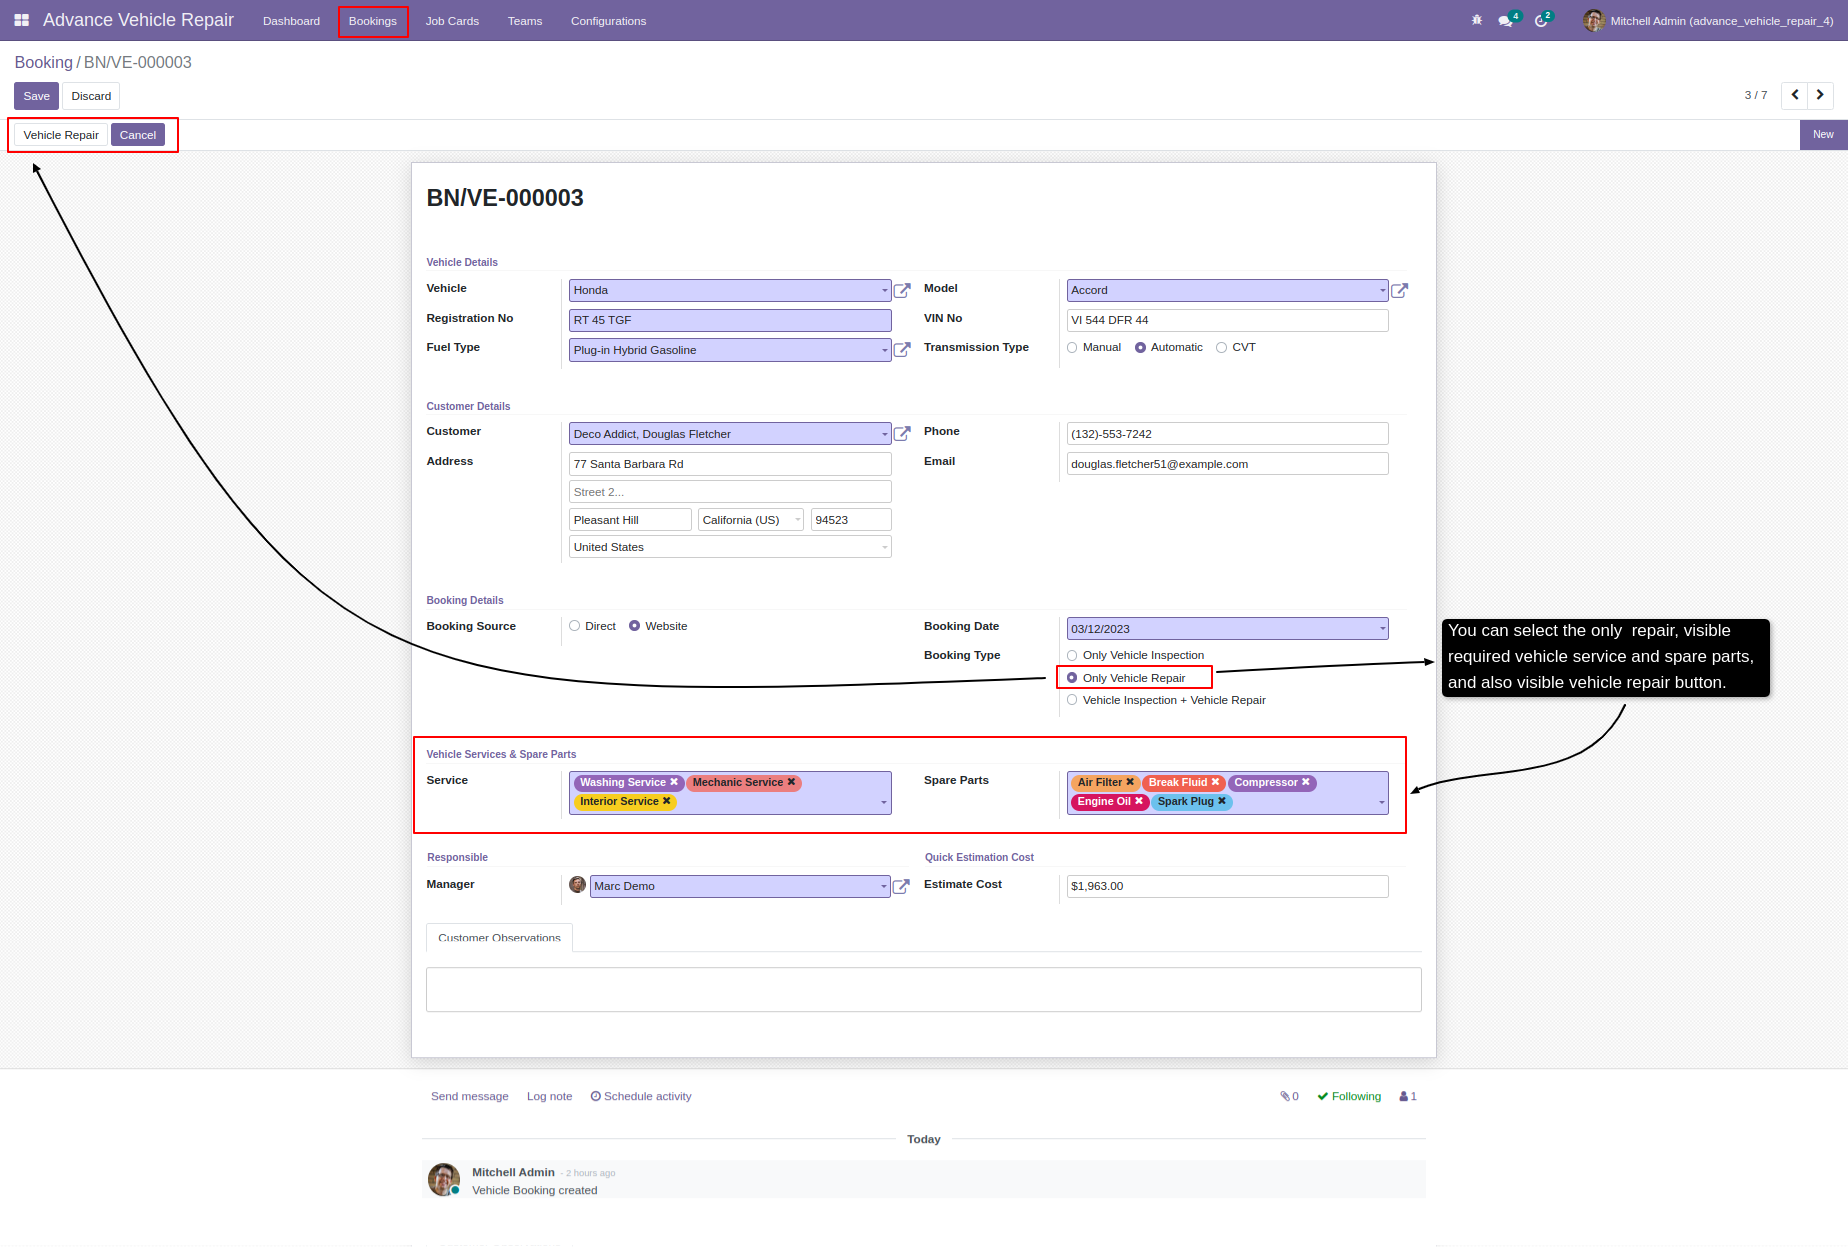 Advance Vehicle Repair Dashboard Bookings Job Cards Teams Configurations 4 2 Mitchell Admin (advance_vehicle_repair_4)
Booking / BN/VE-000003
Save Discard 3 / 7
Vehicle Repair Cancel New
BN/VE-000003
Vehicle Details
Vehicle Honda Model Accord
Registration No RT 45 TGF VIN No VI 544 DFR 44
Fuel Type Plug-in Hybrid Gasoline Transmission Type Manual Automatic CVT
Customer Details
Customer Deco Addict, Douglas Fletcher Phone (132)-553-7242
Address 77 Santa Barbara Rd Email douglas.fletcher51@example.com
Street 2...
Pleasant Hill California (US) 94523
United States
Booking Details
Booking Source Direct Website Booking Date 03/12/2023
Booking Type Only Vehicle Inspection
Only Vehicle Repair
Vehicle Inspection + Vehicle Repair
You can select the only repair, visible
required vehicle service and spare parts,
and also visible vehicle repair button.
Vehicle Services & Spare Parts
Service Washing Service ✖ Mechanic Service ✖ Spare Parts Air Filter ✖ Break Fluid ✖ Compressor ✖
Interior Service ✖ Engine Oil ✖ Spark Plug ✖
Responsible Quick Estimation Cost
Manager Marc Demo Estimate Cost $1,963.00
Customer Observations
Send message Log note Schedule activity 0 Following 1
Today
Mitchell Admin - 2 hours ago
Vehicle Booking created